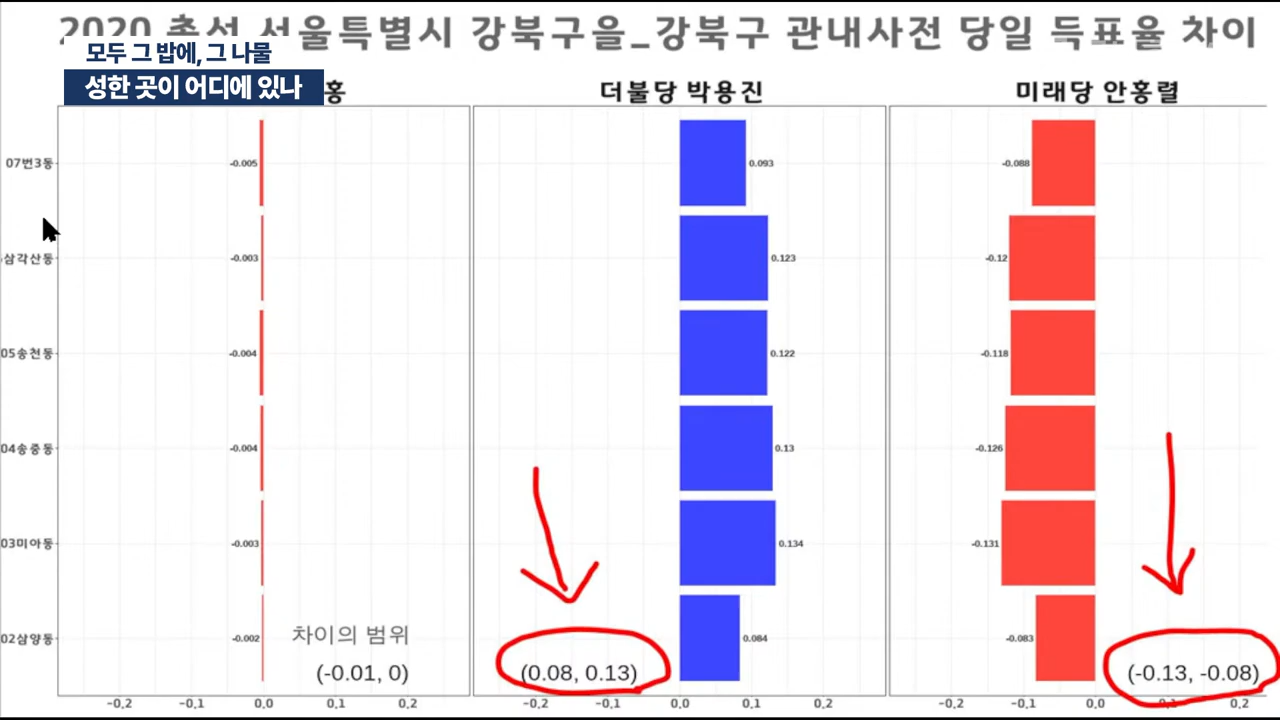 2020 총선 서울특별시 강북구을_강북구 관내사전 당일 득표율 차이
모두 그 밥에, 그 나물
성한 곳이 어디에 있나
홍
더불당 박용진
미래당 안홍렬
07번3동
-0.005
0.093
-0.088
삼각산동
-0.003
0.123
-0.12
05송천동
-0.004
0.122
-0.118
04송중동
-0.004
0.13
-0.126
03미아동
-0.003
0.134
-0.131
02삼양동
-0.002
0.084
-0.083
차이의 범위
(-0.01, 0)
(0.08, 0.13)
(-0.13, -0.08)
-0.2 -0.1 0.0 0.1 0.2
-0.2 -0.1 0.0 0.1 0.2
-0.2 -0.1 0.0 0.1 0.2